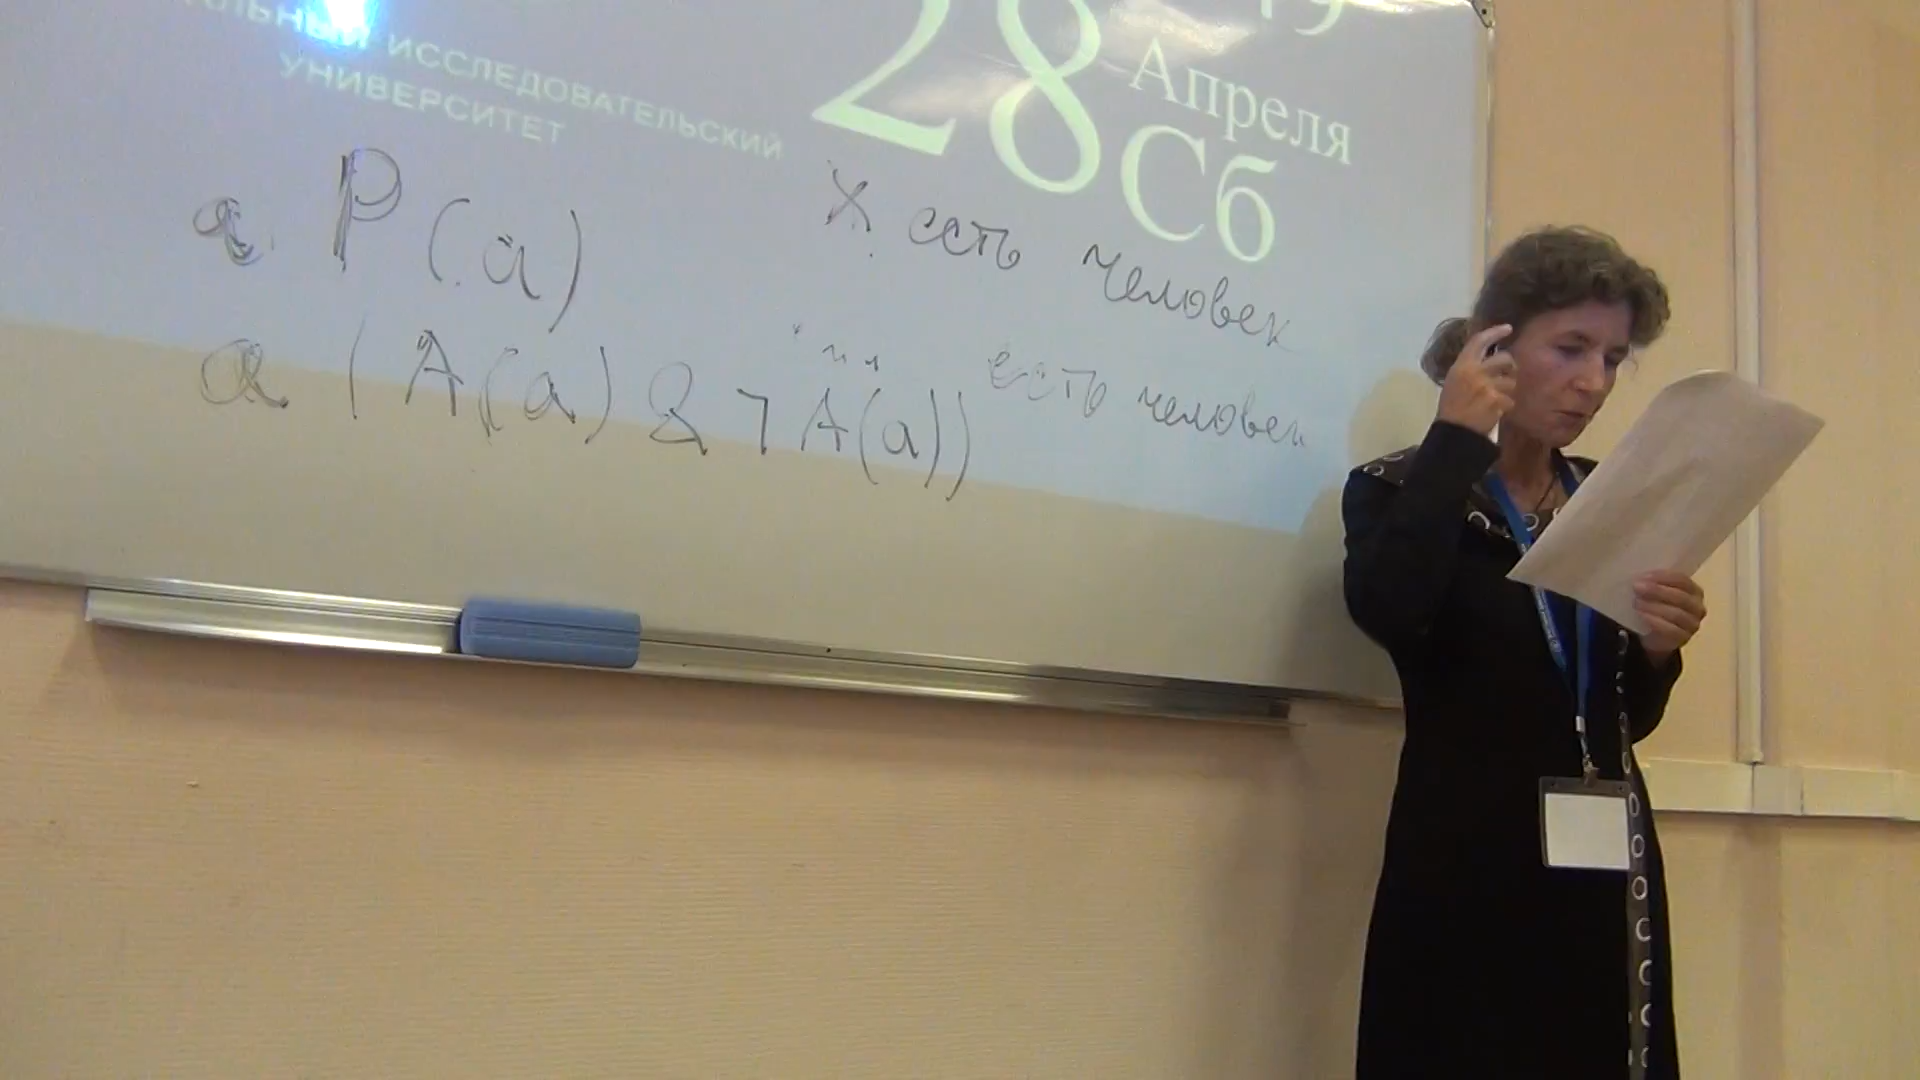 ИССЛЕДОВАТЕЛЬСКИЙ
УНИВЕРСИТЕТ
28
Апреля
Сб
a P(a)
X есть человек
a (A(a) & ¬A(a))
есть человек